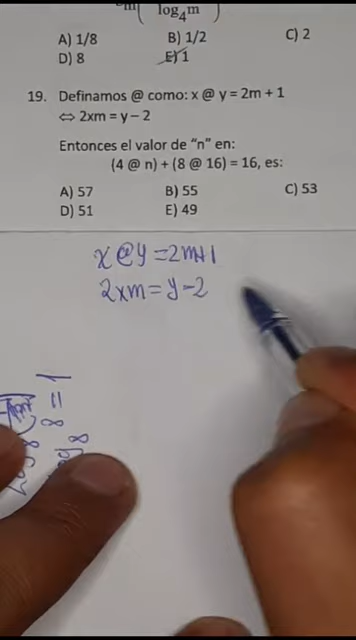 log₄m
A) 1/8 B) 1/2 C) 2
D) 8 E) 1
19. Definamos @ como: x @ y = 2m + 1
⇔ 2xm = y – 2
Entonces el valor de “n” en:
(4 @ n) + (8 @ 16) = 16, es:
A) 57 B) 55 C) 53
D) 51 E) 49
x @ y = 2m+1
2xm = y - 2